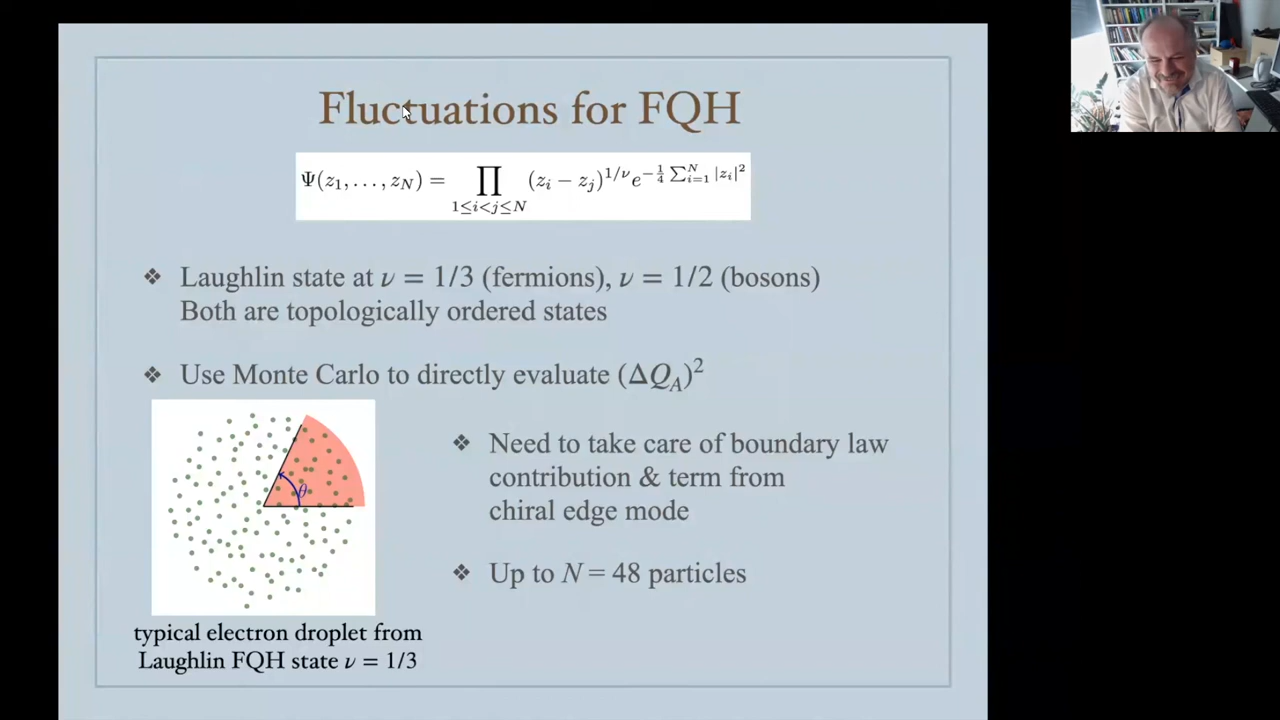 Fluctuations for FQH
Ψ(z₁, …, z_N) = ∏_{1≤i<j≤N} (z_i − z_j)^{1/ν} e^{−¼ ∑_{i=1}^{N} |z_i|²}
❖ Laughlin state at ν = 1/3 (fermions), ν = 1/2 (bosons)
Both are topologically ordered states
❖ Use Monte Carlo to directly evaluate (ΔQ_A)²
θ
❖ Need to take care of boundary law
contribution & term from
chiral edge mode
❖ Up to N = 48 particles
typical electron droplet from
Laughlin FQH state ν = 1/3